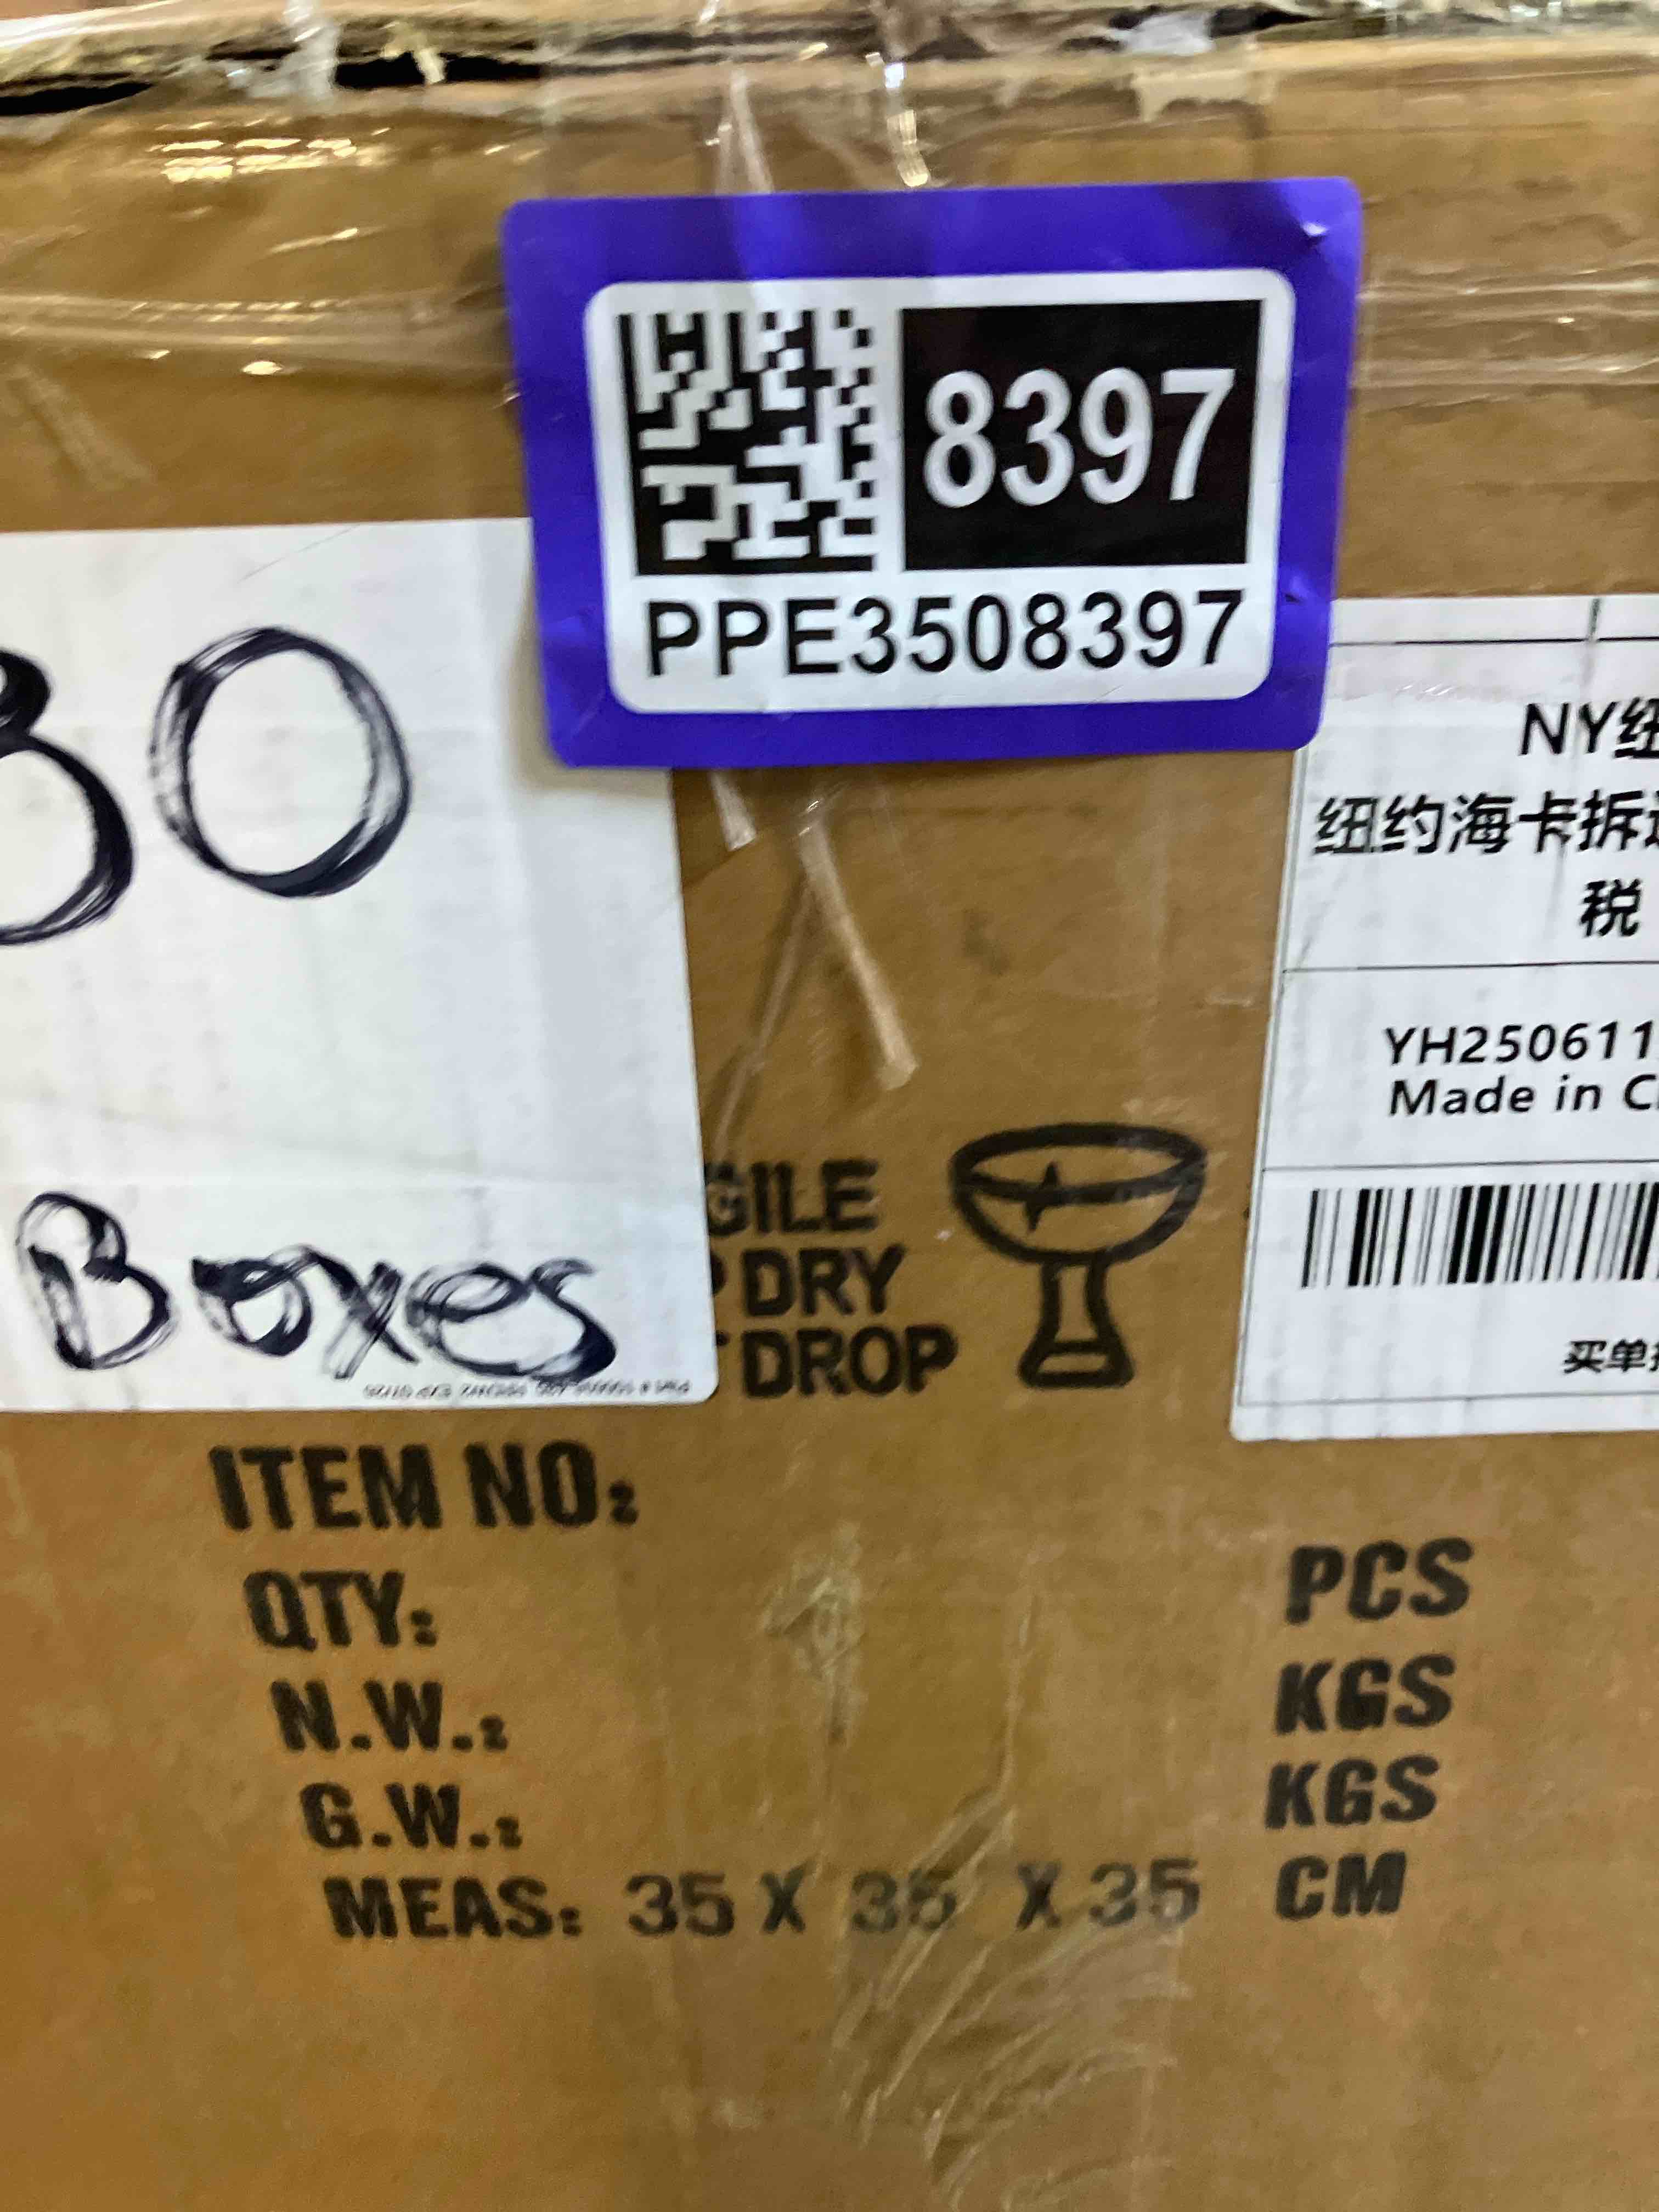 8397
PPE3508397
30
Boxes
NY纽
纽约海卡拆
税
YH250611
Made in C
买单
GILE
DRY
DROP
ITEM NO:
QTY: PCS
N.W.: KGS
G.W.: KGS
MEAS: 35 X 35 X 35 CM